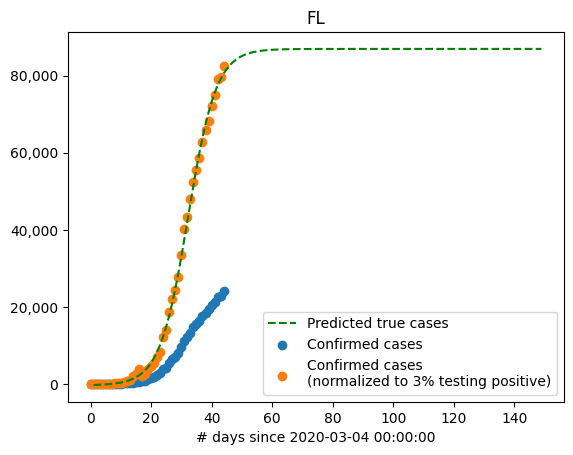 FL
80,000
60,000
40,000
20,000
0
Predicted true cases
Confirmed cases
Confirmed cases
(normalized to 3% testing positive)
0 20 40 60 80 100 120 140
# days since 2020-03-04 00:00:00